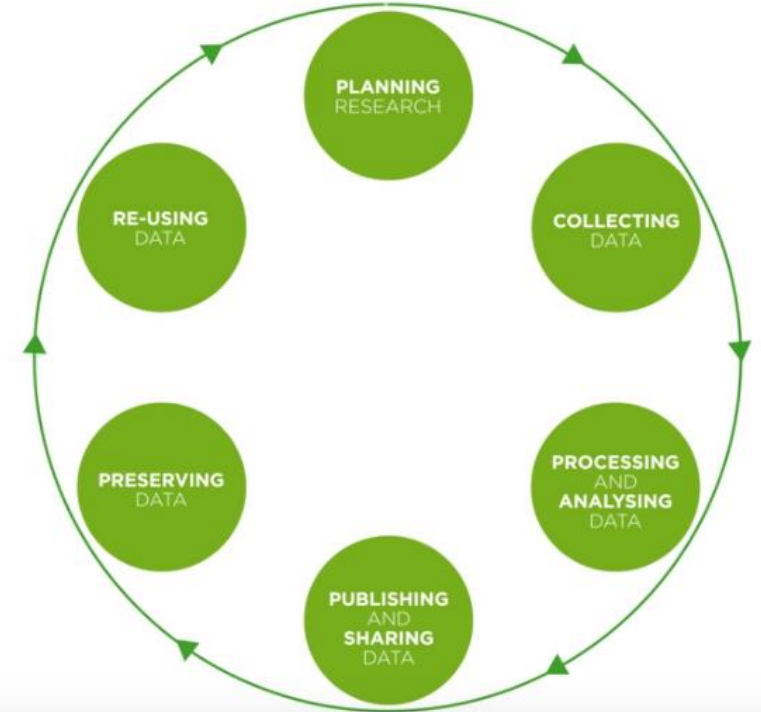 PLANNING
RESEARCH
COLLECTING
DATA
PROCESSING
AND
ANALYSING
DATA
PUBLISHING
AND
SHARING
DATA
PRESERVING
DATA
RE-USING
DATA